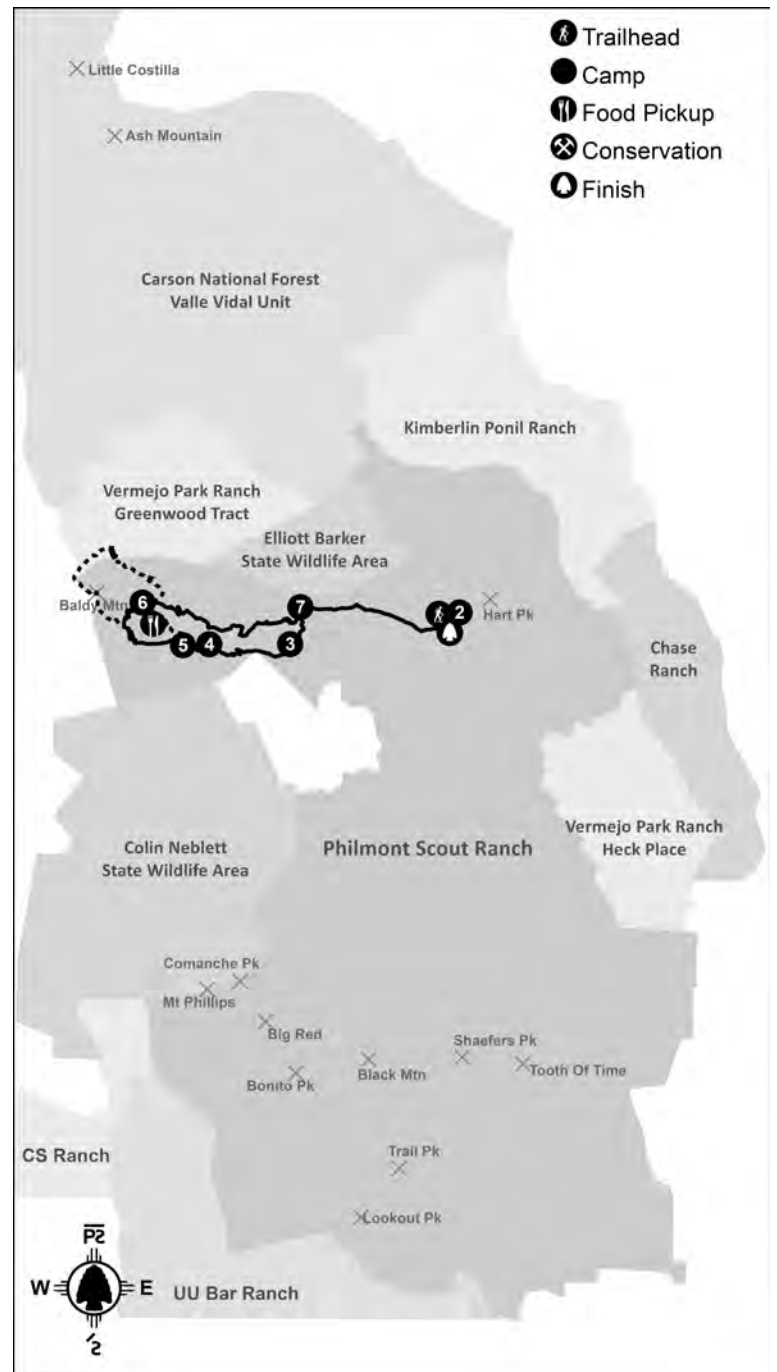 Trailhead
Camp
Food Pickup
Conservation
Finish
Little Costilla
Ash Mountain
Carson National Forest
Valle Vidal Unit
Kimberlin Ponil Ranch
Vermejo Park Ranch
Greenwood Tract
Elliott Barker
State Wildlife Area
Baldy Mtn
6
7
2
Hart Pk
5
4
3
Chase
Ranch
Colin Neblett
State Wildlife Area
Philmont Scout Ranch
Vermejo Park Ranch
Heck Place
Comanche Pk
Mt Phillips
Big Red
Shaefers Pk
Bonito Pk
Black Mtn
Tooth Of Time
CS Ranch
Trail Pk
Lookout Pk
W
E
UU Bar Ranch